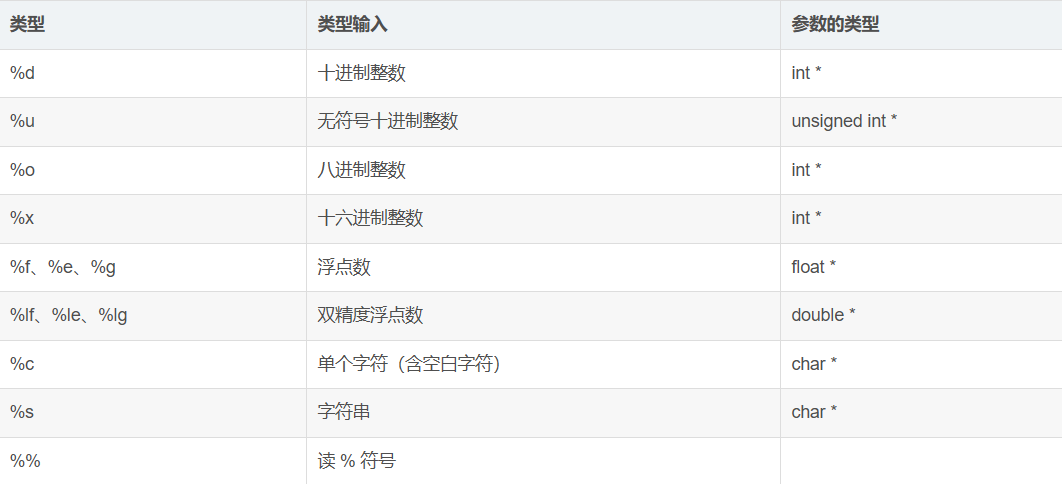 类型 类型输入 参数的类型
%d 十进制整数 int *
%u 无符号十进制整数 unsigned int *
%o 八进制整数 int *
%x 十六进制整数 int *
%f、%e、%g 浮点数 float *
%lf、%le、%lg 双精度浮点数 double *
%c 单个字符（含空白字符） char *
%s 字符串 char *
%% 读 % 符号